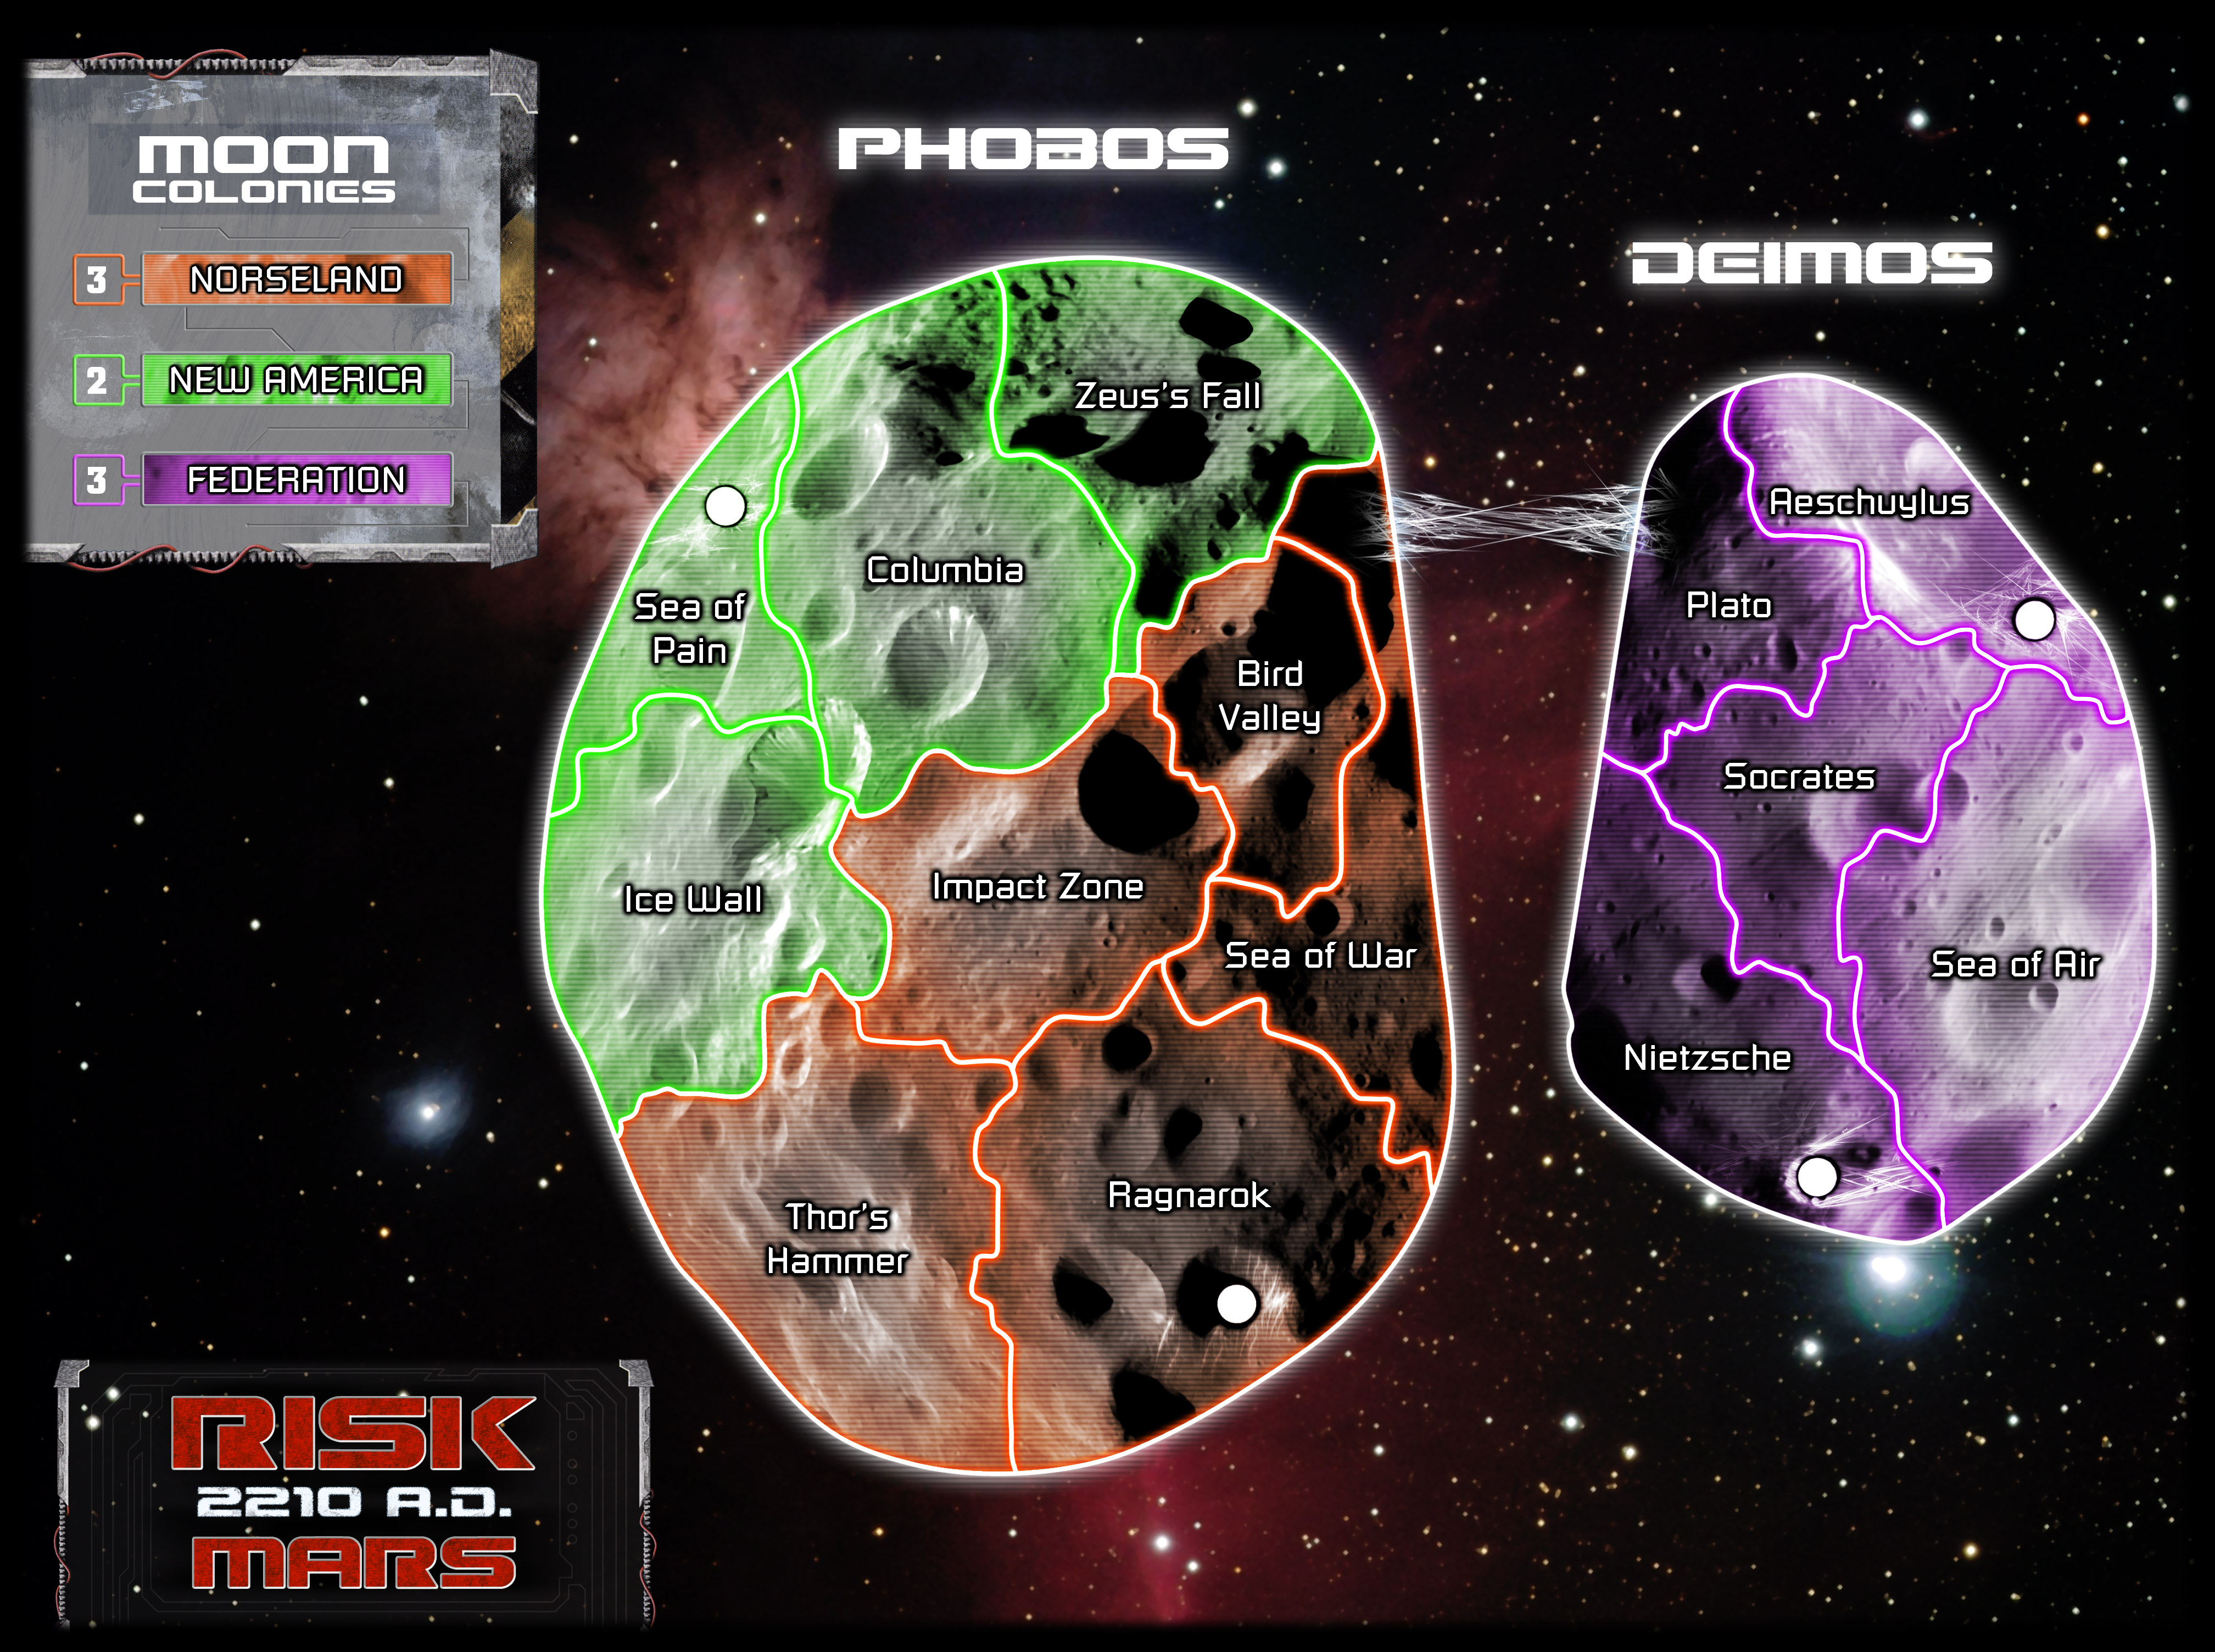 MOON
COLONIES
3 NORSELAND
2 NEW AMERICA
3 FEDERATION
PHOBOS
DEIMOS
Zeus's Fall
Columbia
Sea of
Pain
Bird
Valley
Ice Wall
Impact Zone
Sea of War
Thor's
Hammer
Ragnarok
Aeschuylus
Plato
Socrates
Sea of Air
Nietzsche
RISK
2210 A.D.
MARS